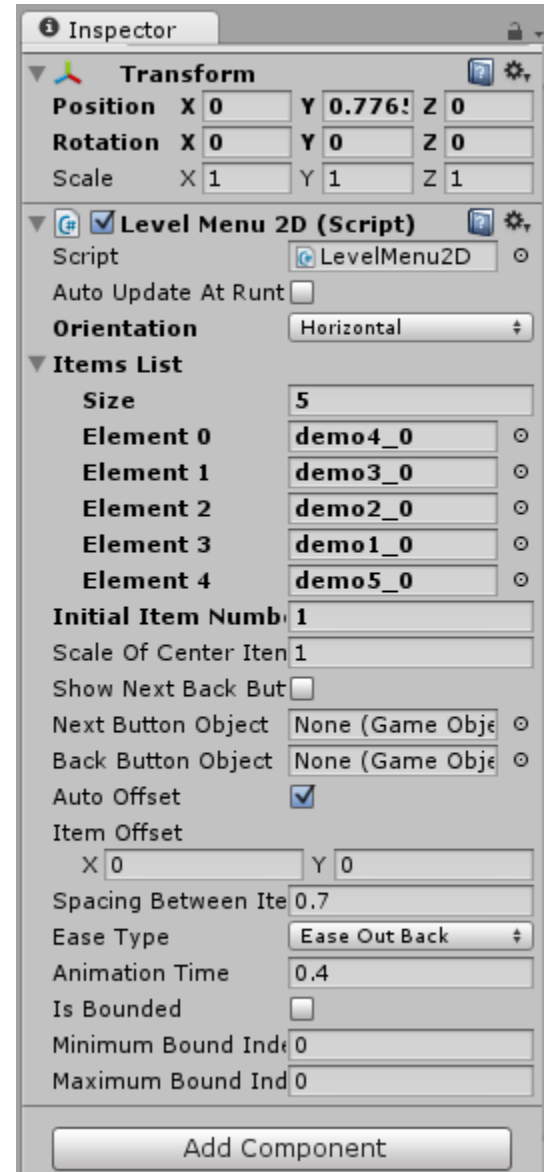 Inspector
Transform
Position X 0 Y 0.776 Z 0
Rotation X 0 Y 0 Z 0
Scale X 1 Y 1 Z 1
Level Menu 2D (Script)
Script LevelMenu2D
Auto Update At Runt
Orientation Horizontal
Items List
Size 5
Element 0 demo4_0
Element 1 demo3_0
Element 2 demo2_0
Element 3 demo1_0
Element 4 demo5_0
Initial Item Numb 1
Scale Of Center Iten 1
Show Next Back But
Next Button Object None (Game Obje
Back Button Object None (Game Obje
Auto Offset
Item Offset
X 0 Y 0
Spacing Between Ite 0.7
Ease Type Ease Out Back
Animation Time 0.4
Is Bounded
Minimum Bound Inde 0
Maximum Bound Ind 0
Add Component